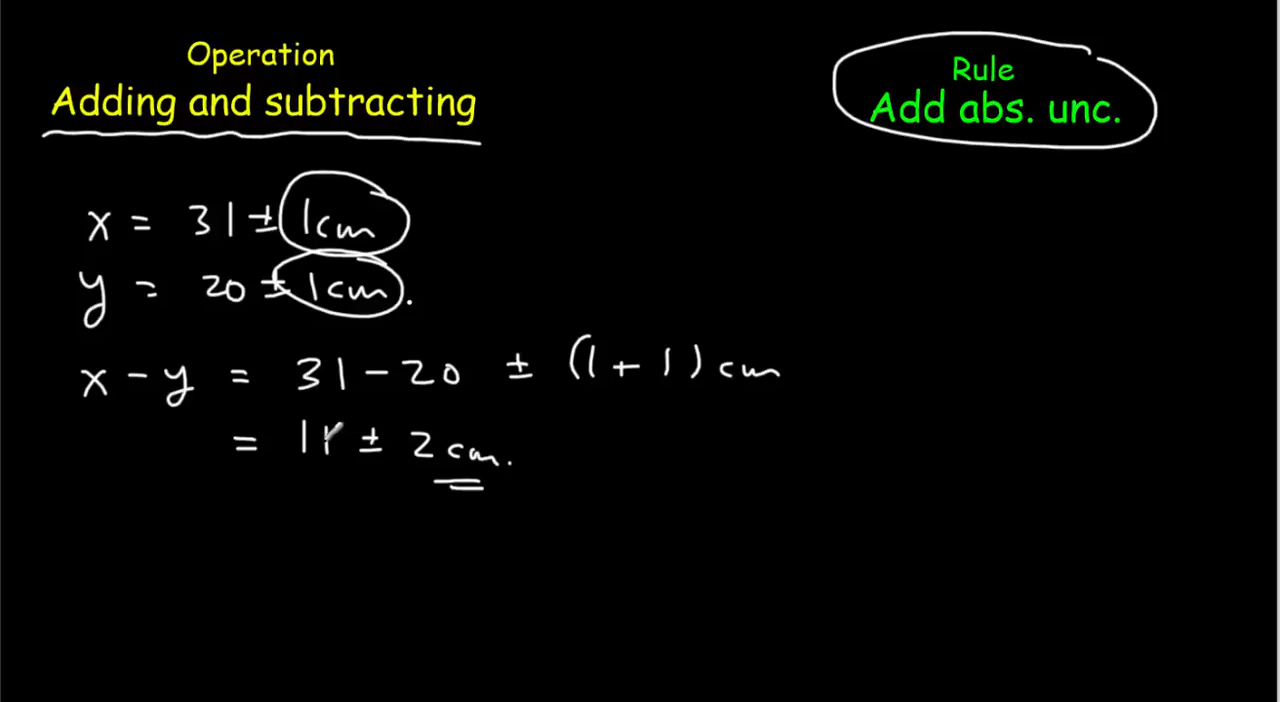 Operation
Adding and subtracting
Rule
Add abs. unc.
x = 31 ± 1cm
y = 20 ± 1cm.
x - y = 31 - 20 ± (1 + 1) cm
= 11 ± 2 cm.